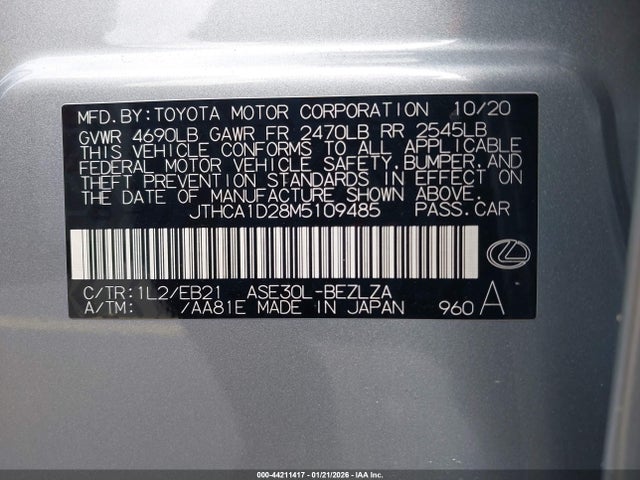 MFD. BY: TOYOTA MOTOR CORPORATION 10/20
GVWR 4690LB GAWR FR 2470LB RR 2545LB
THIS VEHICLE CONFORMS TO ALL APPLICABLE
FEDERAL MOTOR VEHICLE SAFETY, BUMPER, AND
THEFT PREVENTION STANDARDS IN EFFECT ON
THE DATE OF MANUFACTURE SHOWN ABOVE.
JTHCA1D28M5109485 PASS. CAR
C/TR: 1L2/EB21 ASE30L-BEZLZA
A/TM: /AA81E MADE IN JAPAN 960 A
000-44211417 - 01/21/2026 - IAA Inc.